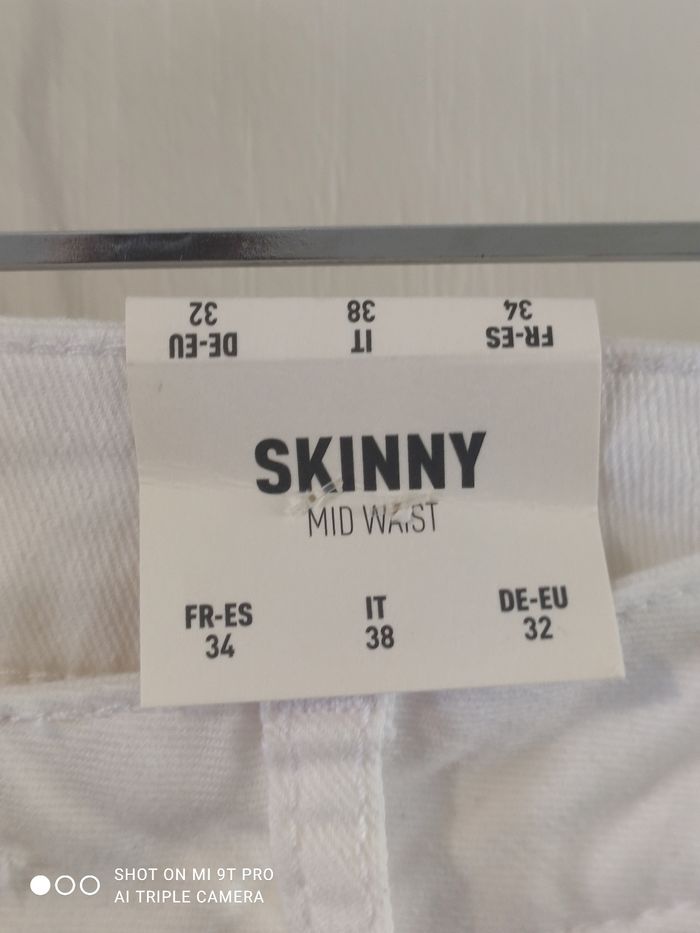 DE-EU IT FR-ES
32 38 34
SKINNY
MID WAIST
FR-ES IT DE-EU
34 38 32
SHOT ON MI 9T PRO
AI TRIPLE CAMERA